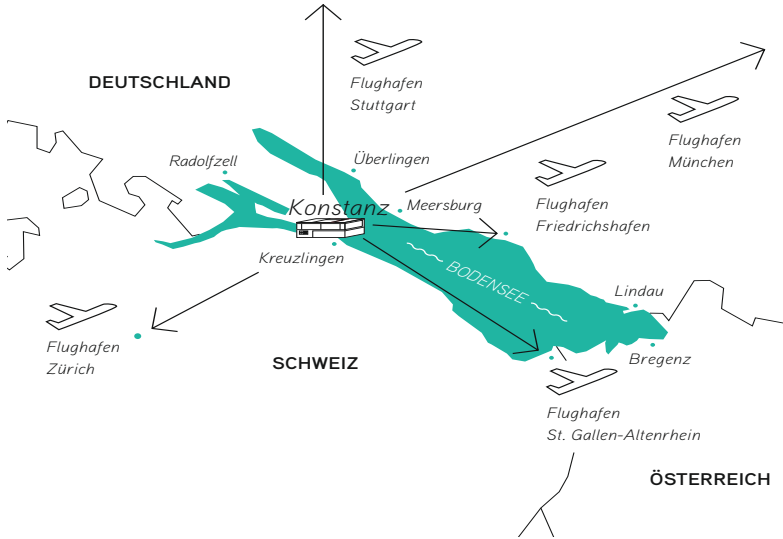 DEUTSCHLAND
Flughafen
Stuttgart
Flughafen
München
Radolfzell
Überlingen
Konstanz
Meersburg
Flughafen
Friedrichshafen
Kreuzlingen
BODENSEE
Lindau
Flughafen
Zürich
SCHWEIZ
Bregenz
Flughafen
St. Gallen-Altenrhein
ÖSTERREICH